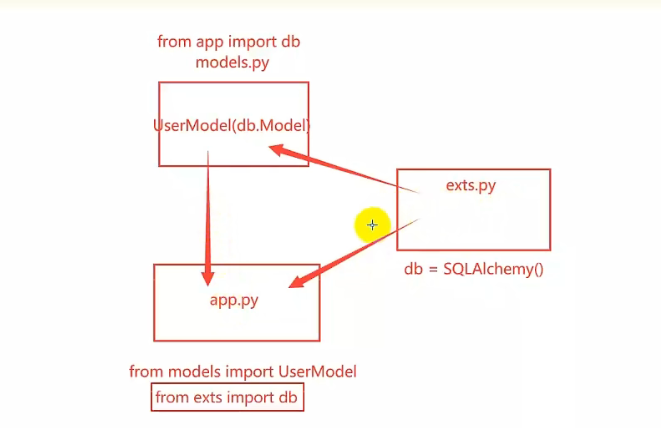 from app import db
models.py
UserModel(db.Model)
exts.py
db = SQLAlchemy()
app.py
from models import UserModel
from exts import db